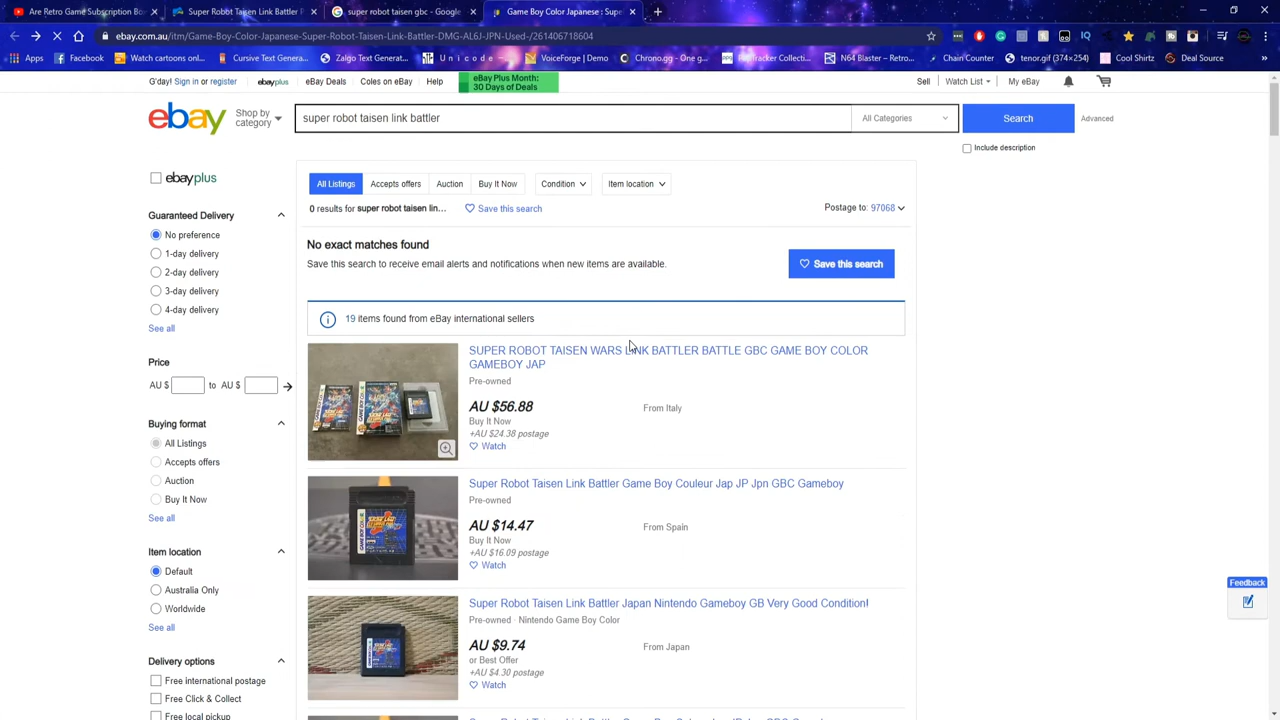 Are Retro Game Subscription Bo
Super Robot Taisen Link Battler P
super robot taisen gbc - Google
Game Boy Color Japanese : Supe
ebay.com.au/itm/Game-Boy-Color-Japanese-Super-Robot-Taisen-Link-Battler-DMG-AL6J-JPN-Used-/261406718604
Apps Facebook Watch cartoons onl... Cursive Text Genera... Zalgo Text Generat... U n i c o d e VoiceForge | Demo Chrono.gg - One g... PPI Tracker Collecti... N64 Blaster – Retro... Chain:Counter tenor.gif (374×254) Cool Shirtz Deal Source
G'day! Sign in or register ebayplus eBay Deals Coles on eBay Help
eBay Plus Month:
30 Days of Deals
Sell Watch List My eBay
ebay
Shop by
category
super robot taisen link battler
All Categories
Search
Advanced
Include description
ebayplus
Guaranteed Delivery
No preference
1-day delivery
2-day delivery
3-day delivery
4-day delivery
See all
Price
AU $ to AU $
Buying format
All Listings
Accepts offers
Auction
Buy It Now
See all
Item location
Default
Australia Only
Worldwide
See all
Delivery options
Free international postage
Free Click & Collect
Free local pickup
All Listings Accepts offers Auction Buy It Now Condition Item location
0 results for super robot taisen lin... Save this search
Postage to: 97068
No exact matches found
Save this search to receive email alerts and notifications when new items are available.
Save this search
19 items found from eBay international sellers
SUPER ROBOT TAISEN WARS LINK BATTLER BATTLE GBC GAME BOY COLOR
GAMEBOY JAP
Pre-owned
AU $56.88
From Italy
Buy It Now
+AU $24.38 postage
Watch
Super Robot Taisen Link Battler Game Boy Couleur Jap JP Jpn GBC Gameboy
Pre-owned
AU $14.47
From Spain
Buy It Now
+AU $16.09 postage
Watch
Super Robot Taisen Link Battler Japan Nintendo Gameboy GB Very Good Condition!
Pre-owned · Nintendo Game Boy Color
AU $9.74
From Japan
or Best Offer
+AU $4.30 postage
Watch
Feedback